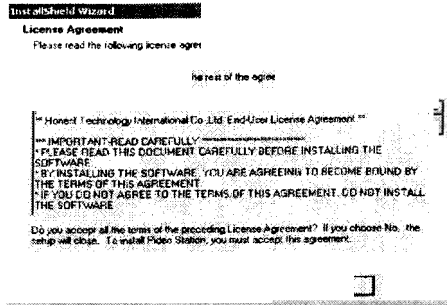 InstallShield Wizard
License Agreement
Please read the following license agre
he rest of the agree
** Honest Technology International Co.,Ltd. End-User License Agreement **
*** IMPORTANT-READ CAREFULLY
* PLEASE READ THIS DOCUMENT CAREFULLY BEFORE INSTALLING THE
SOFTWARE
* BY INSTALLING THE SOFTWARE, YOU ARE AGREEING TO BECOME BOUND BY
THE TERMS OF THIS AGREEMENT
* IF YOU DO NOT AGREE TO THE TERMS OF THIS AGREEMENT, DO NOT INSTALL
THE SOFTWARE
Do you accept all the terms of the preceding License Agreement? If you choose No, the
setup will close. To install Pideo Station, you must accept this agreement.